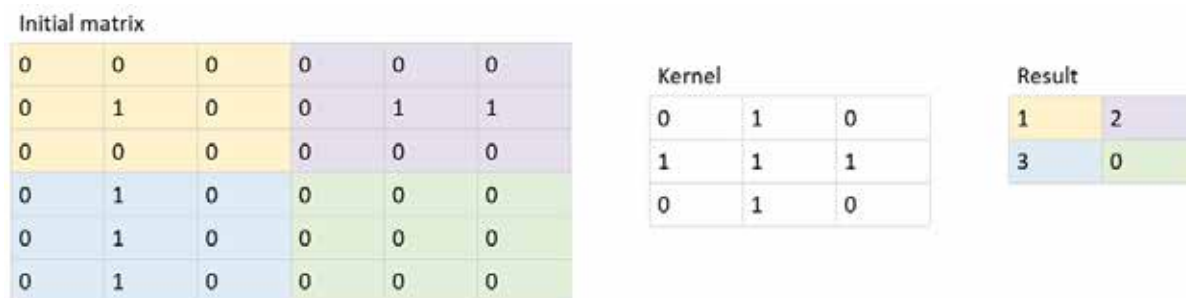 Initial matrix
0 0 0 0 0 0
0 1 0 0 1 1
0 0 0 0 0 0
0 1 0 0 0 0
0 1 0 0 0 0
0 1 0 0 0 0
Kernel
0 1 0
1 1 1
0 1 0
Result
1 2
3 0